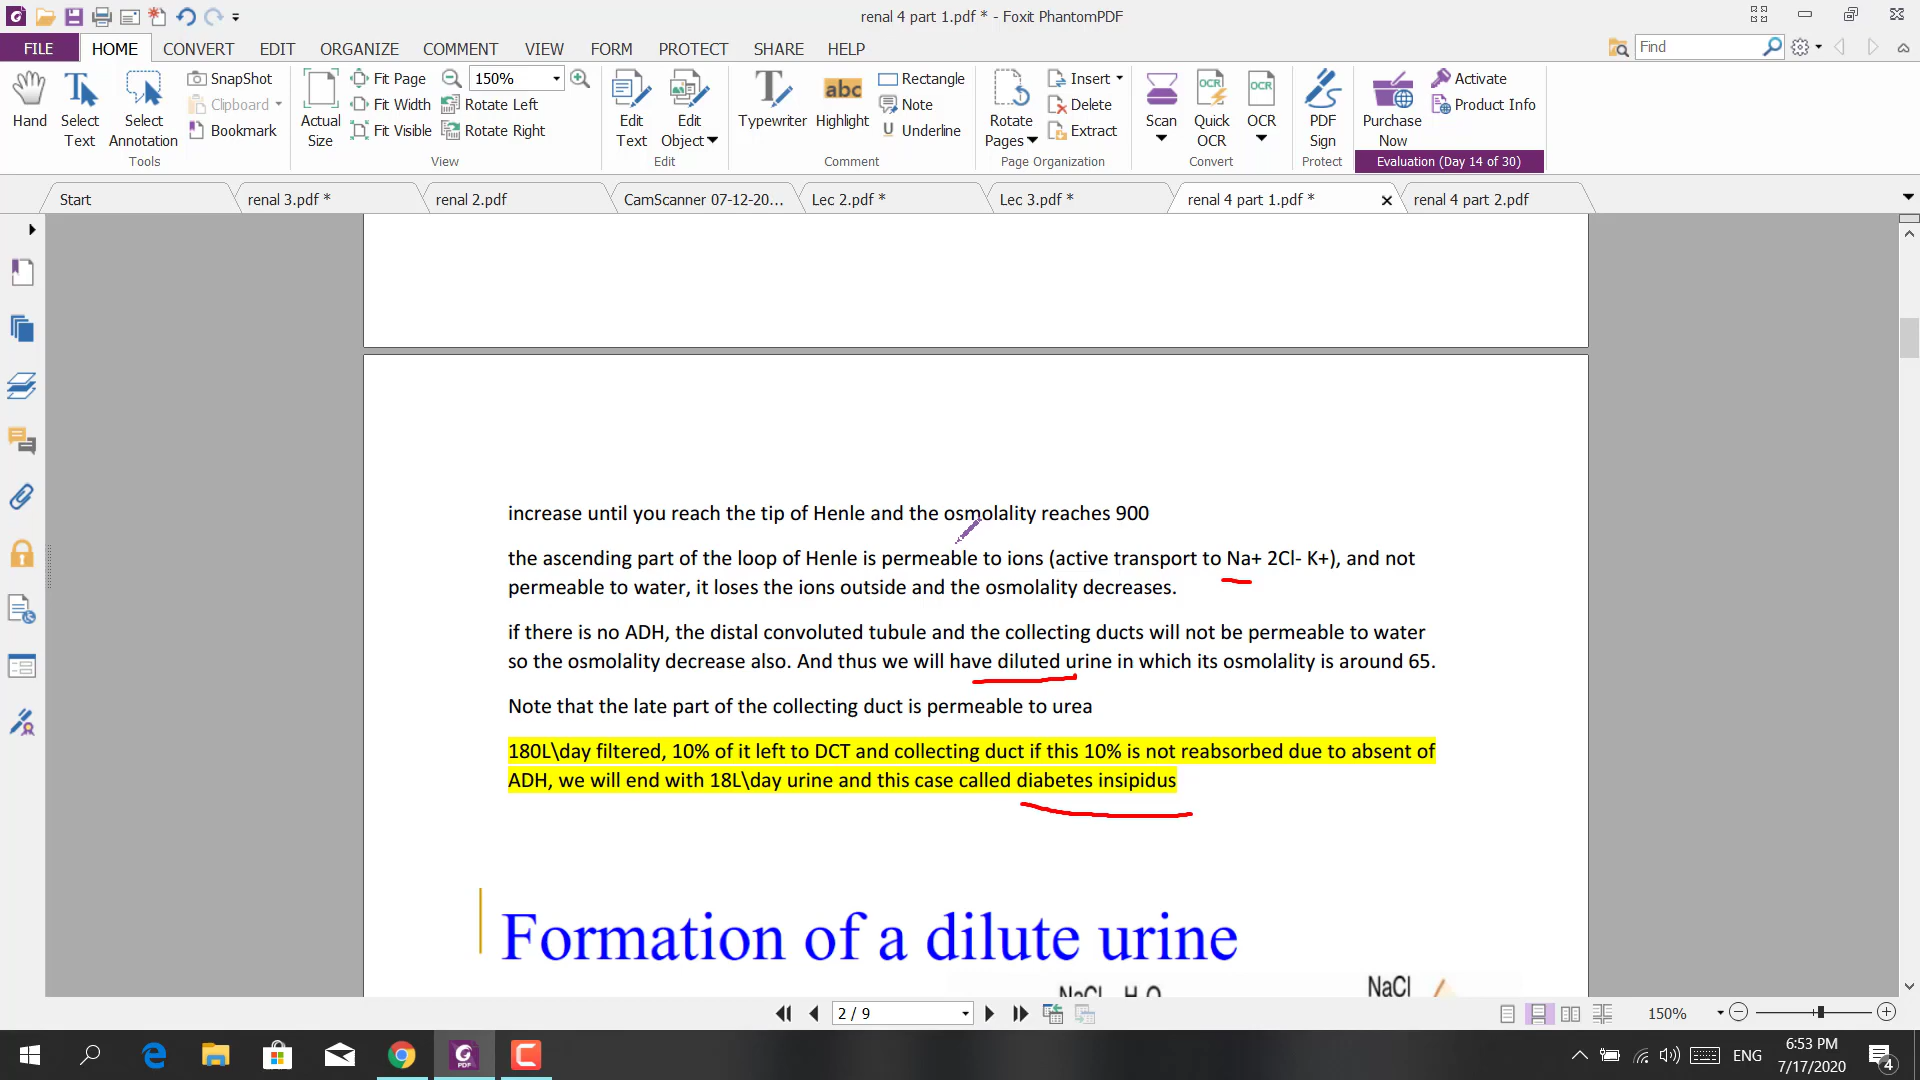 renal 4 part 1.pdf * - Foxit PhantomPDF
FILE HOME CONVERT EDIT ORGANIZE COMMENT VIEW FORM PROTECT SHARE HELP Find
Hand
Select Text
Select Annotation
SnapShot
Clipboard
Bookmark
Tools
Actual Size
Fit Page
Fit Width
Fit Visible
150%
Rotate Left
Rotate Right
View
Edit Text
Edit Object
Edit
Typewriter
abc
Highlight
Rectangle
Note
Underline
Comment
Rotate Pages
Insert
Delete
Extract
Page Organization
Scan
OCR
Quick OCR
OCR
OCR
Convert
PDF Sign
Protect
Purchase Now
Activate
Product Info
Evaluation (Day 14 of 30)
Start renal 3.pdf * renal 2.pdf CamScanner 07-12-20... Lec 2.pdf * Lec 3.pdf * renal 4 part 1.pdf * renal 4 part 2.pdf
increase until you reach the tip of Henle and the osmolality reaches 900
the ascending part of the loop of Henle is permeable to ions (active transport to Na+ 2Cl- K+), and not
permeable to water, it loses the ions outside and the osmolality decreases.
if there is no ADH, the distal convoluted tubule and the collecting ducts will not be permeable to water
so the osmolality decrease also. And thus we will have diluted urine in which its osmolality is around 65.
Note that the late part of the collecting duct is permeable to urea
180L\day filtered, 10% of it left to DCT and collecting duct if this 10% is not reabsorbed due to absent of
ADH, we will end with 18L\day urine and this case called diabetes insipidus
Formation of a dilute urine
NaCl H₂O NaCl
2 / 9 150%
PDF
ENG
6:53 PM
7/17/2020
4